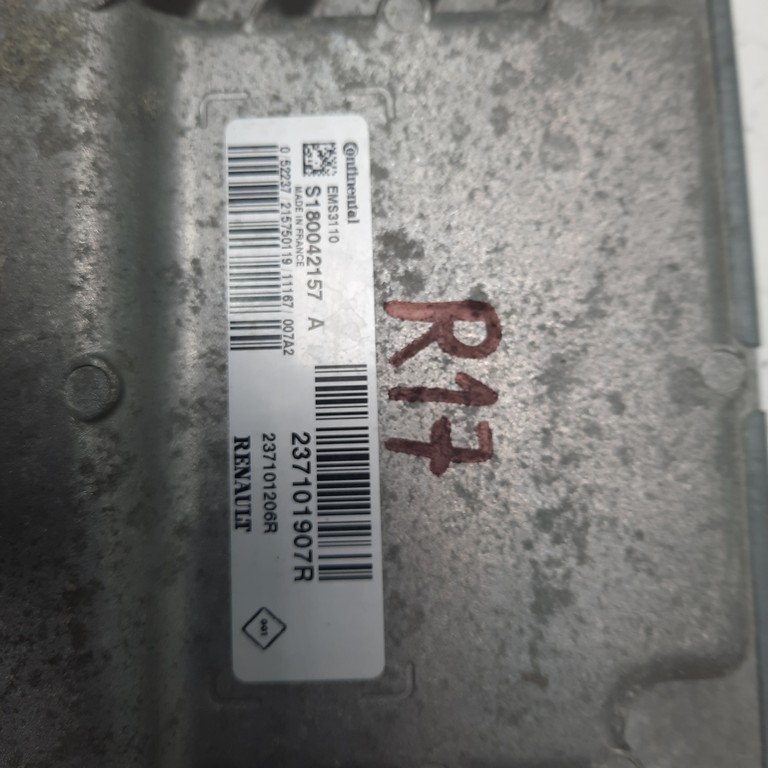 Continental
EMS3110
S180042157 A
MADE IN FRANCE
0 52237 215750119 11167 007A2
237101907R
237101206R
RENAULT
R17